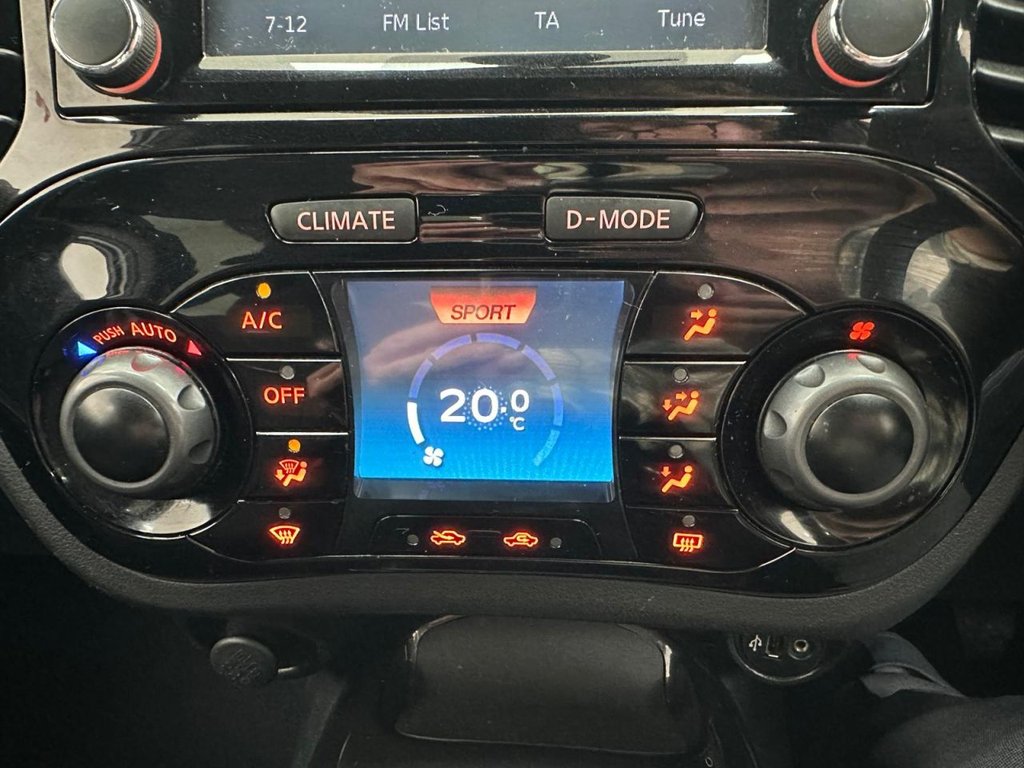 7-12 FM List TA Tune
CLIMATE D-MODE
PUSH AUTO
A/C
SPORT
OFF
20.0
°C